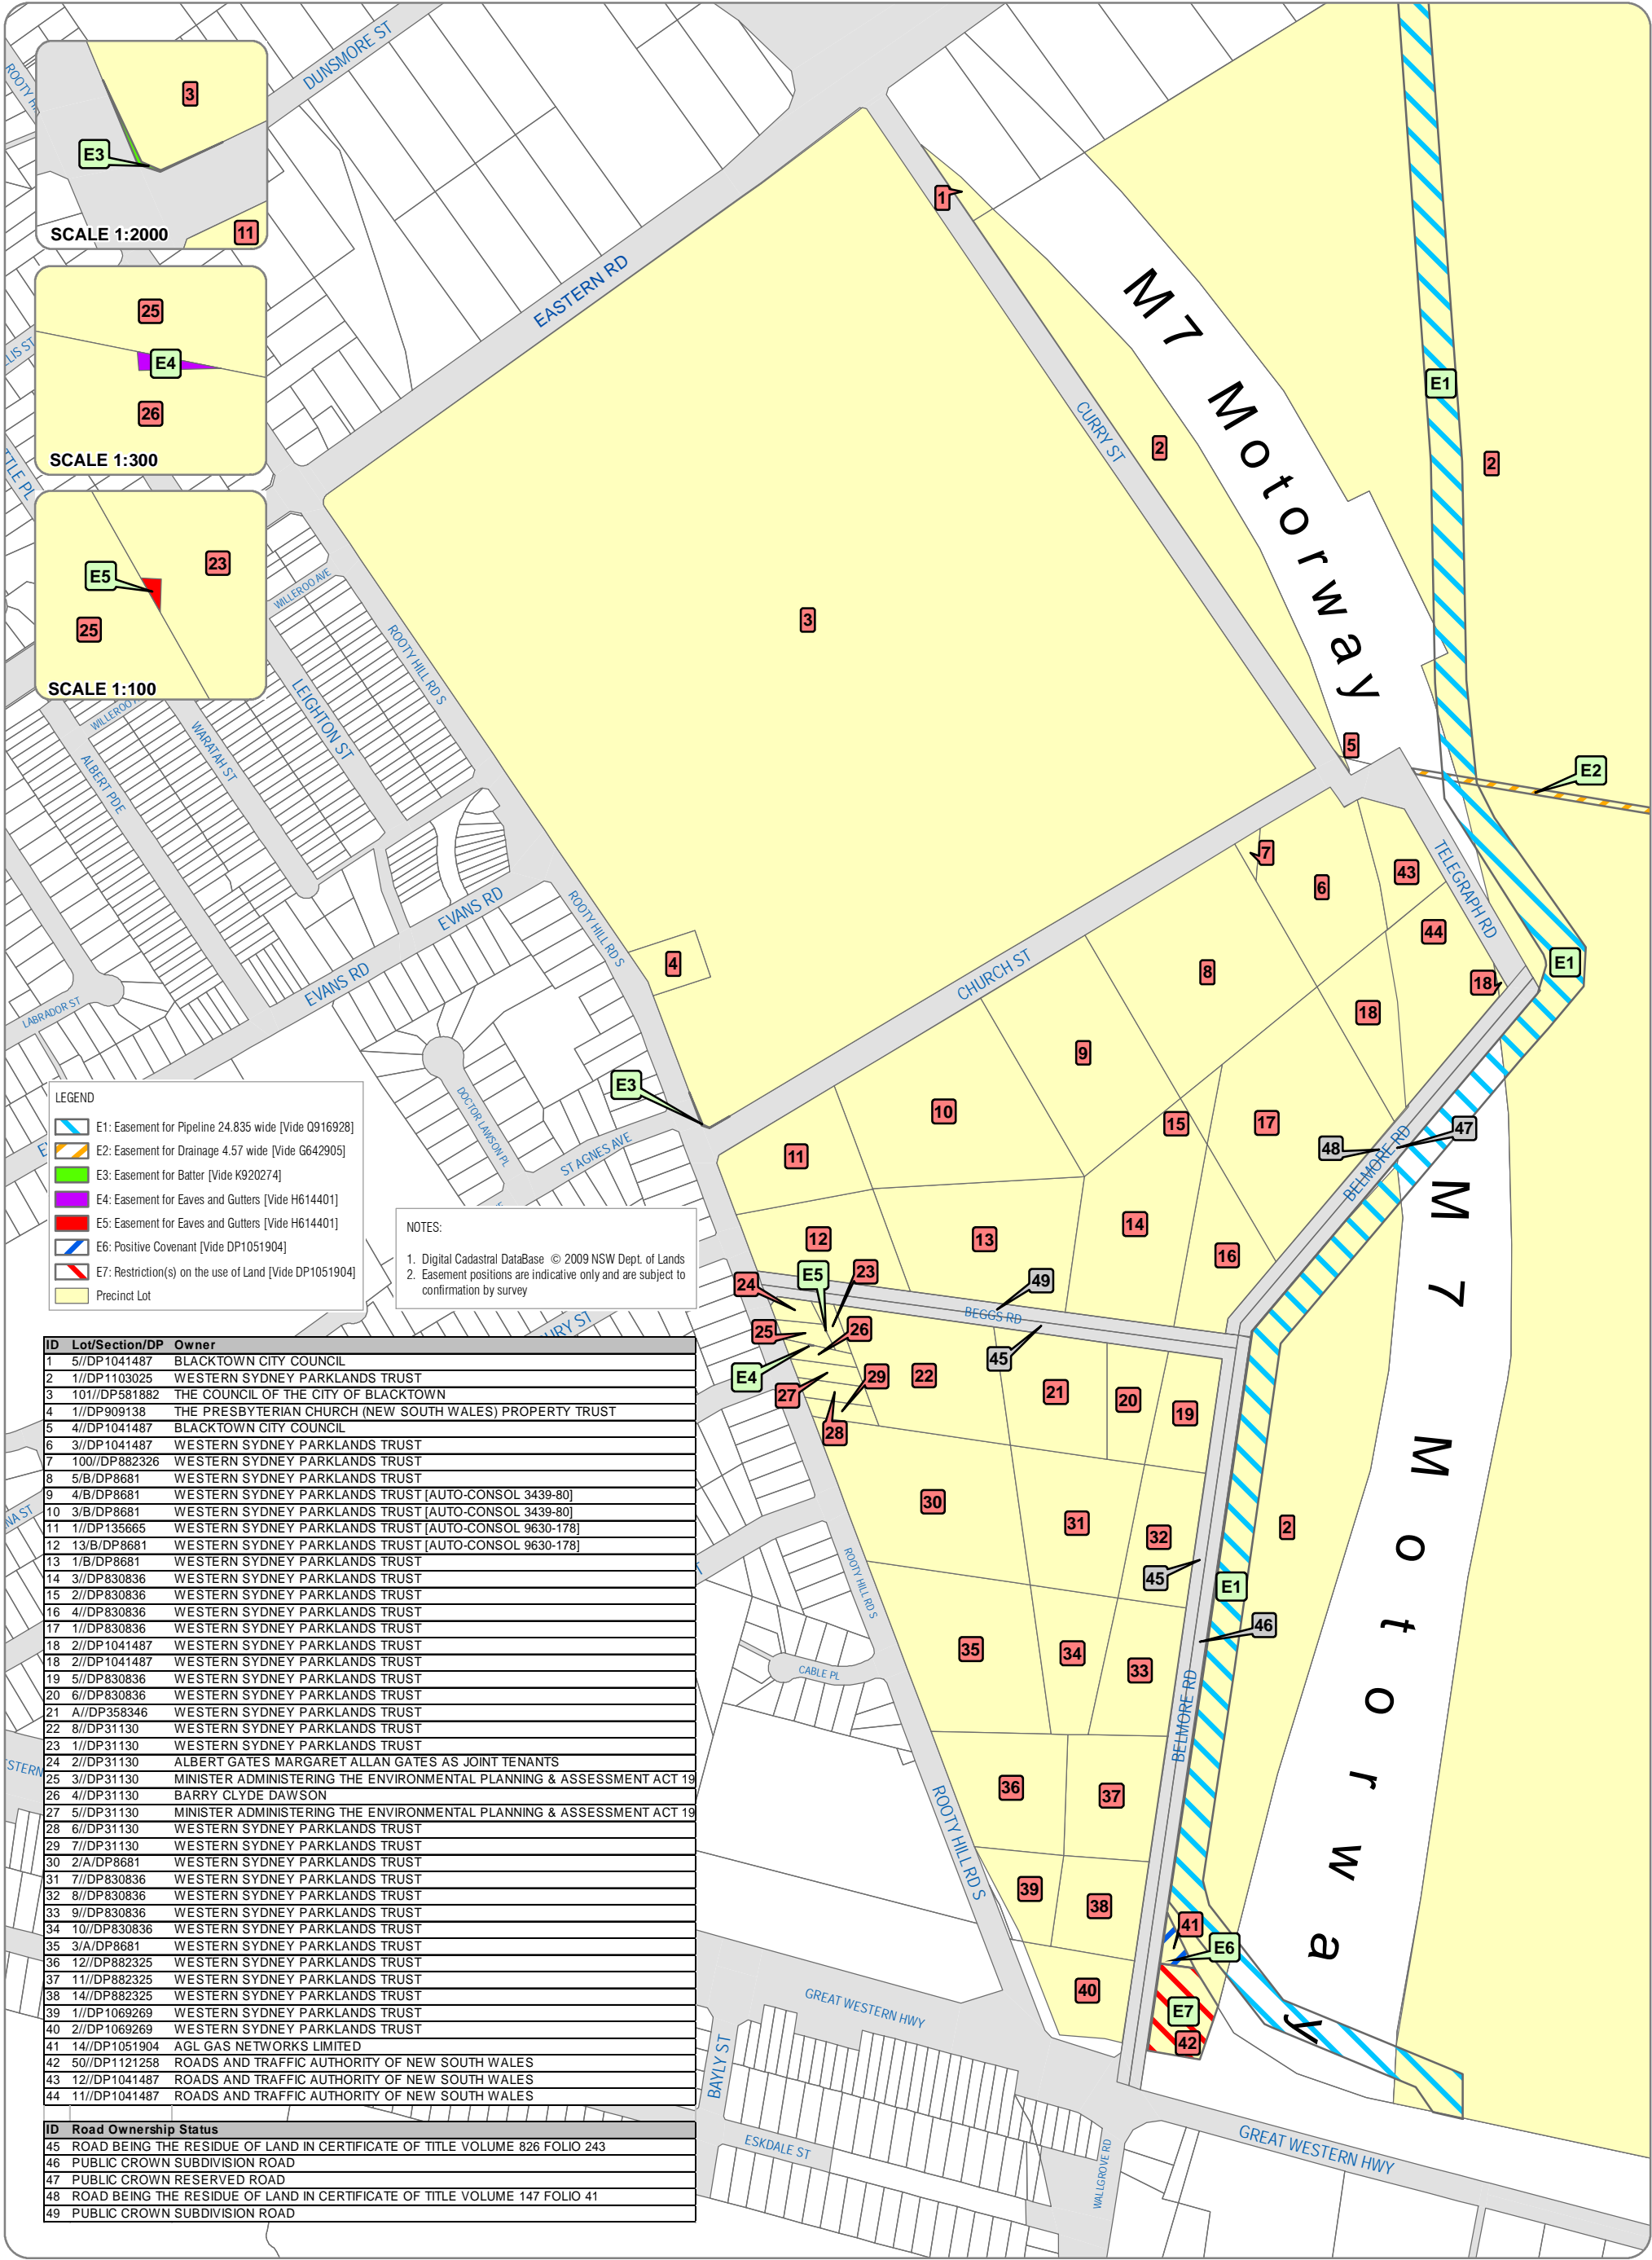 DUNSMORE ST
3
E3
11
SCALE 1:2000
25
E4
26
SCALE 1:300
E5
23
25
SCALE 1:100
EASTERN RD
1
M7 Motorway
CURRY ST
2
E1
2
3
5
E2
WILLEROO AVE
ROOTY HILL RD S
LEIGHTON ST
WARATAH ST
ALBERT PDE
EVANS RD
EVANS RD
ROOTY HILL RD S
4
LABRADOR ST
DOCTOR LAWSON PL
ST AGNES AVE
E3
CHURCH ST
7
6
43
TELEGRAPH RD
44
E1
8
18
18
9
10
15
17
48
47
BELMORE RD
11
12
13
14
16
M7 Motorway
24
E5
23
49
BEGGS RD
25
26
45
E4
27
29
22
21
20
19
28
30
31
32
45
2
E1
46
ROOTY HILL RD S
35
34
33
CABLE PL
BELMORE RD
36
37
ROOTY HILL RD S
39
38
41
E6
40
E7
42
GREAT WESTERN HWY
BAYLY ST
ESKDALE ST
WALLGROVE RD
GREAT WESTERN HWY
LEGEND
E1: Easement for Pipeline 24.835 wide [Vide Q916928]
E2: Easement for Drainage 4.57 wide [Vide G642905]
E3: Easement for Batter [Vide K920274]
E4: Easement for Eaves and Gutters [Vide H614401]
E5: Easement for Eaves and Gutters [Vide H614401]
E6: Positive Covenant [Vide DP1051904]
E7: Restriction(s) on the use of Land [Vide DP1051904]
Precinct Lot
NOTES:
1. Digital Cadastral DataBase © 2009 NSW Dept. of Lands
2. Easement positions are indicative only and are subject to
confirmation by survey
ID Lot/Section/DP Owner
1 5//DP1041487 BLACKTOWN CITY COUNCIL
2 1//DP1103025 WESTERN SYDNEY PARKLANDS TRUST
3 101//DP581882 THE COUNCIL OF THE CITY OF BLACKTOWN
4 1//DP909138 THE PRESBYTERIAN CHURCH (NEW SOUTH WALES) PROPERTY TRUST
5 4//DP1041487 BLACKTOWN CITY COUNCIL
6 3//DP1041487 WESTERN SYDNEY PARKLANDS TRUST
7 100//DP882326 WESTERN SYDNEY PARKLANDS TRUST
8 5/B/DP8681 WESTERN SYDNEY PARKLANDS TRUST
9 4/B/DP8681 WESTERN SYDNEY PARKLANDS TRUST [AUTO-CONSOL 3439-80]
10 3/B/DP8681 WESTERN SYDNEY PARKLANDS TRUST [AUTO-CONSOL 3439-80]
11 1//DP135665 WESTERN SYDNEY PARKLANDS TRUST [AUTO-CONSOL 9630-178]
12 13/B/DP8681 WESTERN SYDNEY PARKLANDS TRUST [AUTO-CONSOL 9630-178]
13 1/B/DP8681 WESTERN SYDNEY PARKLANDS TRUST
14 3//DP830836 WESTERN SYDNEY PARKLANDS TRUST
15 2//DP830836 WESTERN SYDNEY PARKLANDS TRUST
16 4//DP830836 WESTERN SYDNEY PARKLANDS TRUST
17 1//DP830836 WESTERN SYDNEY PARKLANDS TRUST
18 2//DP1041487 WESTERN SYDNEY PARKLANDS TRUST
18 2//DP1041487 WESTERN SYDNEY PARKLANDS TRUST
19 5//DP830836 WESTERN SYDNEY PARKLANDS TRUST
20 6//DP830836 WESTERN SYDNEY PARKLANDS TRUST
21 A//DP358346 WESTERN SYDNEY PARKLANDS TRUST
22 8//DP31130 WESTERN SYDNEY PARKLANDS TRUST
23 1//DP31130 WESTERN SYDNEY PARKLANDS TRUST
24 2//DP31130 ALBERT GATES MARGARET ALLAN GATES AS JOINT TENANTS
25 3//DP31130 MINISTER ADMINISTERING THE ENVIRONMENTAL PLANNING & ASSESSMENT ACT 19
26 4//DP31130 BARRY CLYDE DAWSON
27 5//DP31130 MINISTER ADMINISTERING THE ENVIRONMENTAL PLANNING & ASSESSMENT ACT 19
28 6//DP31130 WESTERN SYDNEY PARKLANDS TRUST
29 7//DP31130 WESTERN SYDNEY PARKLANDS TRUST
30 2/A/DP8681 WESTERN SYDNEY PARKLANDS TRUST
31 7//DP830836 WESTERN SYDNEY PARKLANDS TRUST
32 8//DP830836 WESTERN SYDNEY PARKLANDS TRUST
33 9//DP830836 WESTERN SYDNEY PARKLANDS TRUST
34 10//DP830836 WESTERN SYDNEY PARKLANDS TRUST
35 3/A/DP8681 WESTERN SYDNEY PARKLANDS TRUST
36 12//DP882325 WESTERN SYDNEY PARKLANDS TRUST
37 11//DP882325 WESTERN SYDNEY PARKLANDS TRUST
38 14//DP882325 WESTERN SYDNEY PARKLANDS TRUST
39 1//DP1069269 WESTERN SYDNEY PARKLANDS TRUST
40 2//DP1069269 WESTERN SYDNEY PARKLANDS TRUST
41 14//DP1051904 AGL GAS NETWORKS LIMITED
42 50//DP1121258 ROADS AND TRAFFIC AUTHORITY OF NEW SOUTH WALES
43 12//DP1041487 ROADS AND TRAFFIC AUTHORITY OF NEW SOUTH WALES
44 11//DP1041487 ROADS AND TRAFFIC AUTHORITY OF NEW SOUTH WALES
ID Road Ownership Status
45 ROAD BEING THE RESIDUE OF LAND IN CERTIFICATE OF TITLE VOLUME 826 FOLIO 243
46 PUBLIC CROWN SUBDIVISION ROAD
47 PUBLIC CROWN RESERVED ROAD
48 ROAD BEING THE RESIDUE OF LAND IN CERTIFICATE OF TITLE VOLUME 147 FOLIO 41
49 PUBLIC CROWN SUBDIVISION ROAD